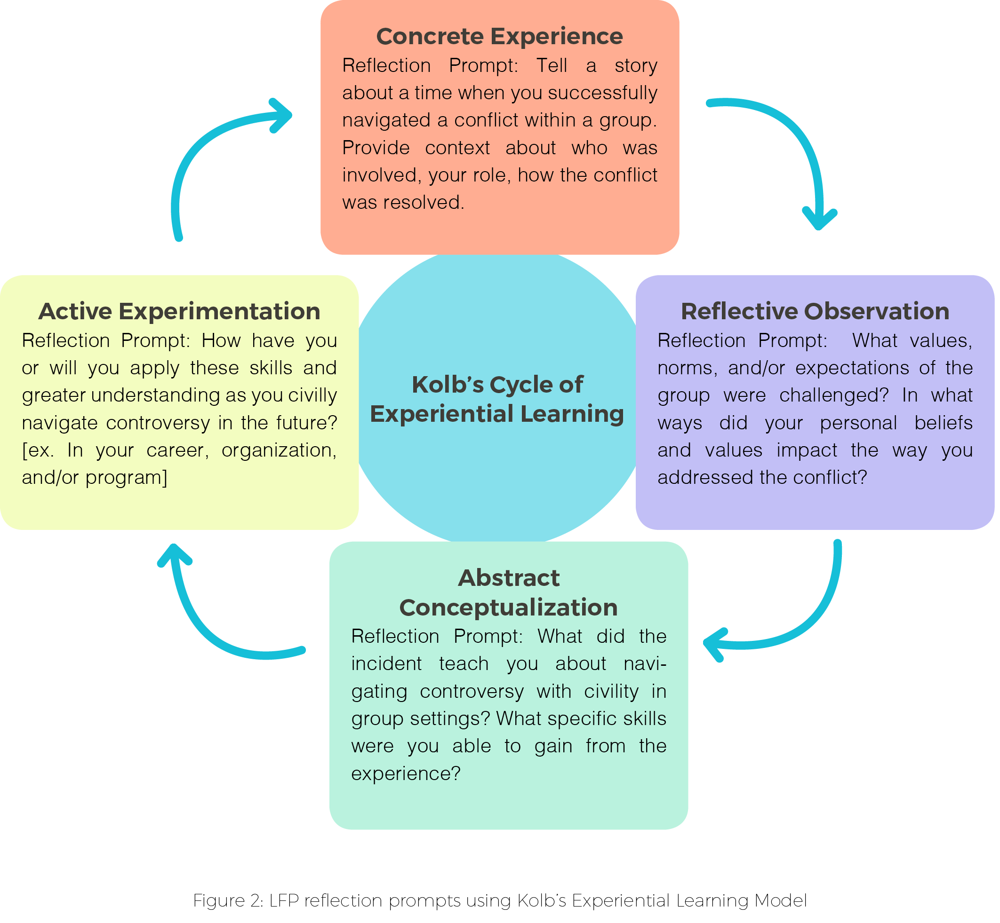 Concrete Experience
Reflection Prompt: Tell a story
about a time when you successfully
navigated a conflict within a group.
Provide context about who was
involved, your role, how the conflict
was resolved.
Active Experimentation
Reflection Prompt: How have you
or will you apply these skills and
greater understanding as you civilly
navigate controversy in the future?
[ex. In your career, organization,
and/or program]
Kolb’s Cycle of
Experiential Learning
Reflective Observation
Reflection Prompt: What values,
norms, and/or expectations of the
group were challenged? In what
ways did your personal beliefs
and values impact the way you
addressed the conflict?
Abstract
Conceptualization
Reflection Prompt: What did the
incident teach you about navi-
gating controversy with civility in
group settings? What specific skills
were you able to gain from the
experience?
Figure 2: LFP reflection prompts using Kolb’s Experiential Learning Model